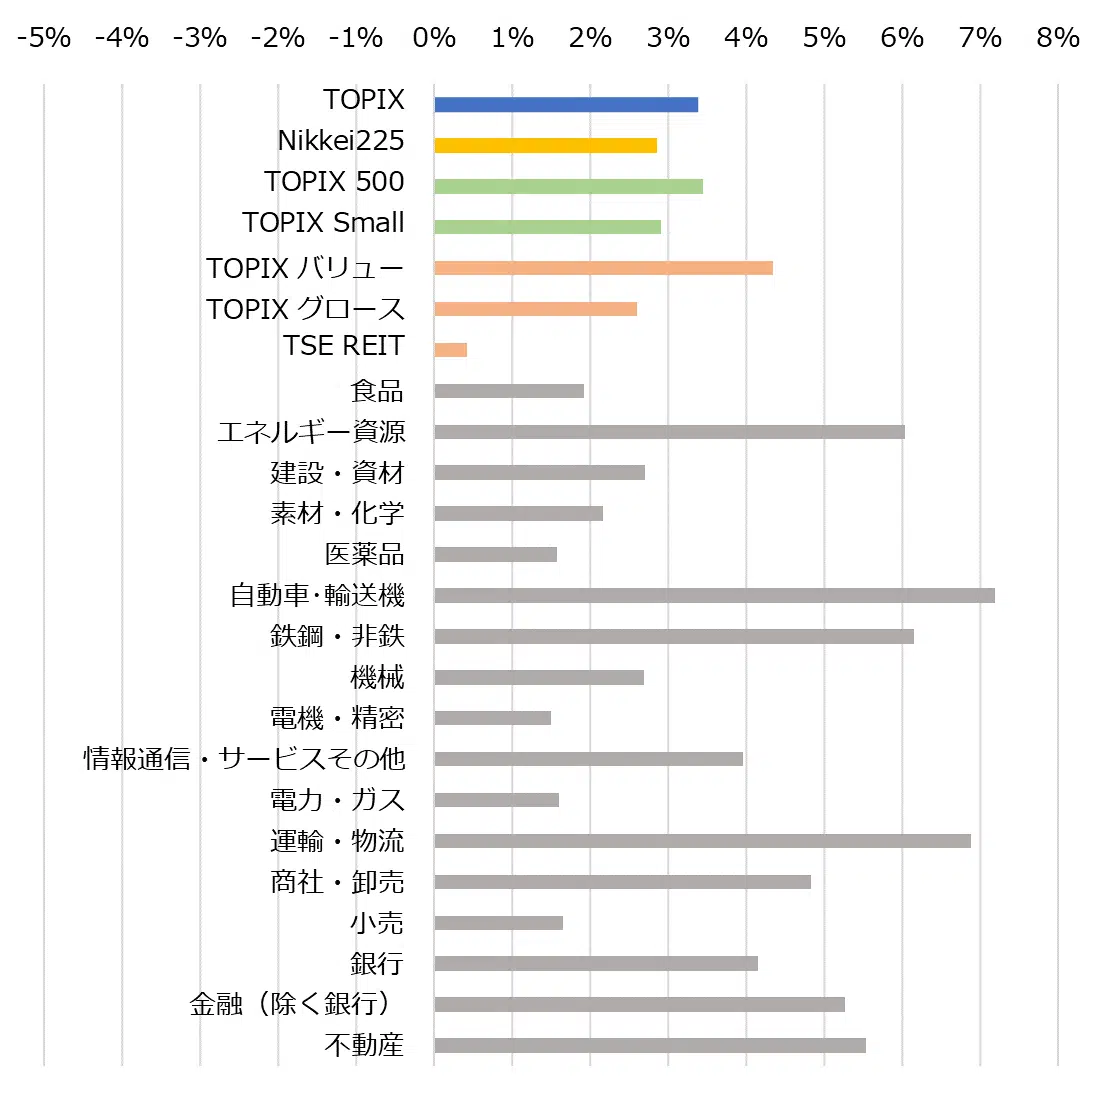 -5% -4% -3% -2% -1% 0% 1% 2% 3% 4% 5% 6% 7% 8%
TOPIX
Nikkei225
TOPIX 500
TOPIX Small
TOPIX バリュー
TOPIX グロース
TSE REIT
食品
エネルギー資源
建設・資材
素材・化学
医薬品
自動車･輸送機
鉄鋼・非鉄
機械
電機・精密
情報通信・サービスその他
電力・ガス
運輸・物流
商社・卸売
小売
銀行
金融（除く銀行）
不動産